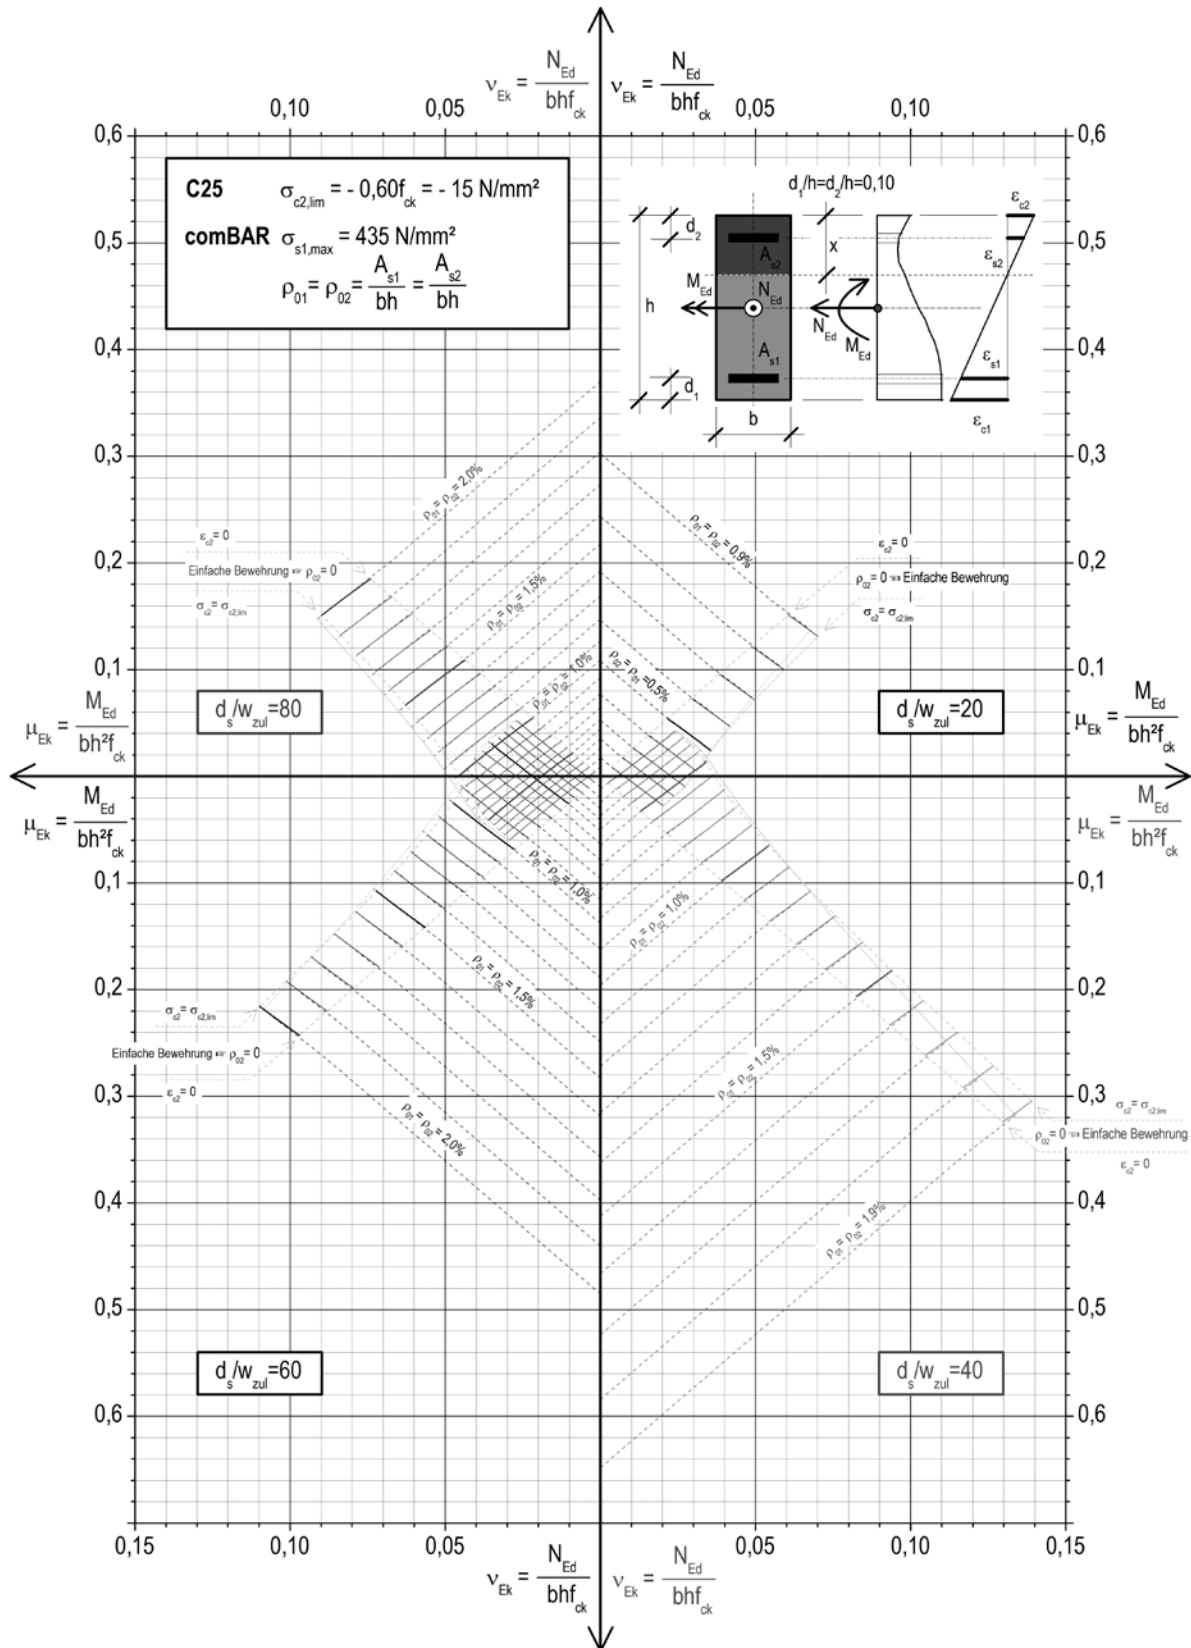 ν_Ek = N_Ed / bhf_ck
ν_Ek = N_Ed / bhf_ck
0,10 0,05 0,05 0,10
0,6 0,6
C25 σ_c2,lim = - 0,60f_ck = - 15 N/mm²
comBAR σ_s1,max = 435 N/mm²
ρ_01 = ρ_02 = A_s1 / bh = A_s2 / bh
d_1/h=d_2/h=0,10
ε_c2
d_2
A_s2
x
ε_s2
M_Ed
N_Ed
h
N_Ed
M_Ed
A_s1
ε_s1
d_1
b
ε_c1
0,5 0,5
0,4 0,4
0,3 0,3
ρ_01 = ρ_02 = 2,0%
ρ_01 = ρ_02 = 0,9%
ε_c2 = 0
ε_c2 = 0
0,2 0,2
Einfache Bewehrung ☞ ρ_02 = 0
ρ_02 = 0 ☜ Einfache Bewehrung
σ_c2 = σ_c2,lim
σ_c2 = σ_c2,lim
ρ_01 = ρ_02 = 1,5%
0,1 0,1
ρ_01 = ρ_02 = 1,0%
ρ_02 = ρ_01 =0,5%
d_s/w_zul=80
d_s/w_zul=20
μ_Ek = M_Ed / bh²f_ck
μ_Ek = M_Ed / bh²f_ck
μ_Ek = M_Ed / bh²f_ck
μ_Ek = M_Ed / bh²f_ck
0,1 0,1
ρ_01 = ρ_02 = 1,0%
ρ_01 = ρ_02 = 1,0%
ρ_01 = ρ_02 = 1,5%
0,2 0,2
σ_c2 = σ_c2,lim
Einfache Bewehrung ☞ ρ_02 = 0
ε_c2 = 0
ρ_01 = ρ_02 = 1,5%
0,3 0,3
ρ_01 = ρ_02 = 2,0%
σ_c2 = σ_c2,lim
ρ_02 = 0 ☜ Einfache Bewehrung
ε_c2 = 0
0,4 0,4
ρ_01 = ρ_02 = 1,9%
0,5 0,5
d_s/w_zul=60
d_s/w_zul=40
0,6 0,6
0,15 0,10 0,05 0,05 0,10 0,15
ν_Ek = N_Ed / bhf_ck
ν_Ek = N_Ed / bhf_ck